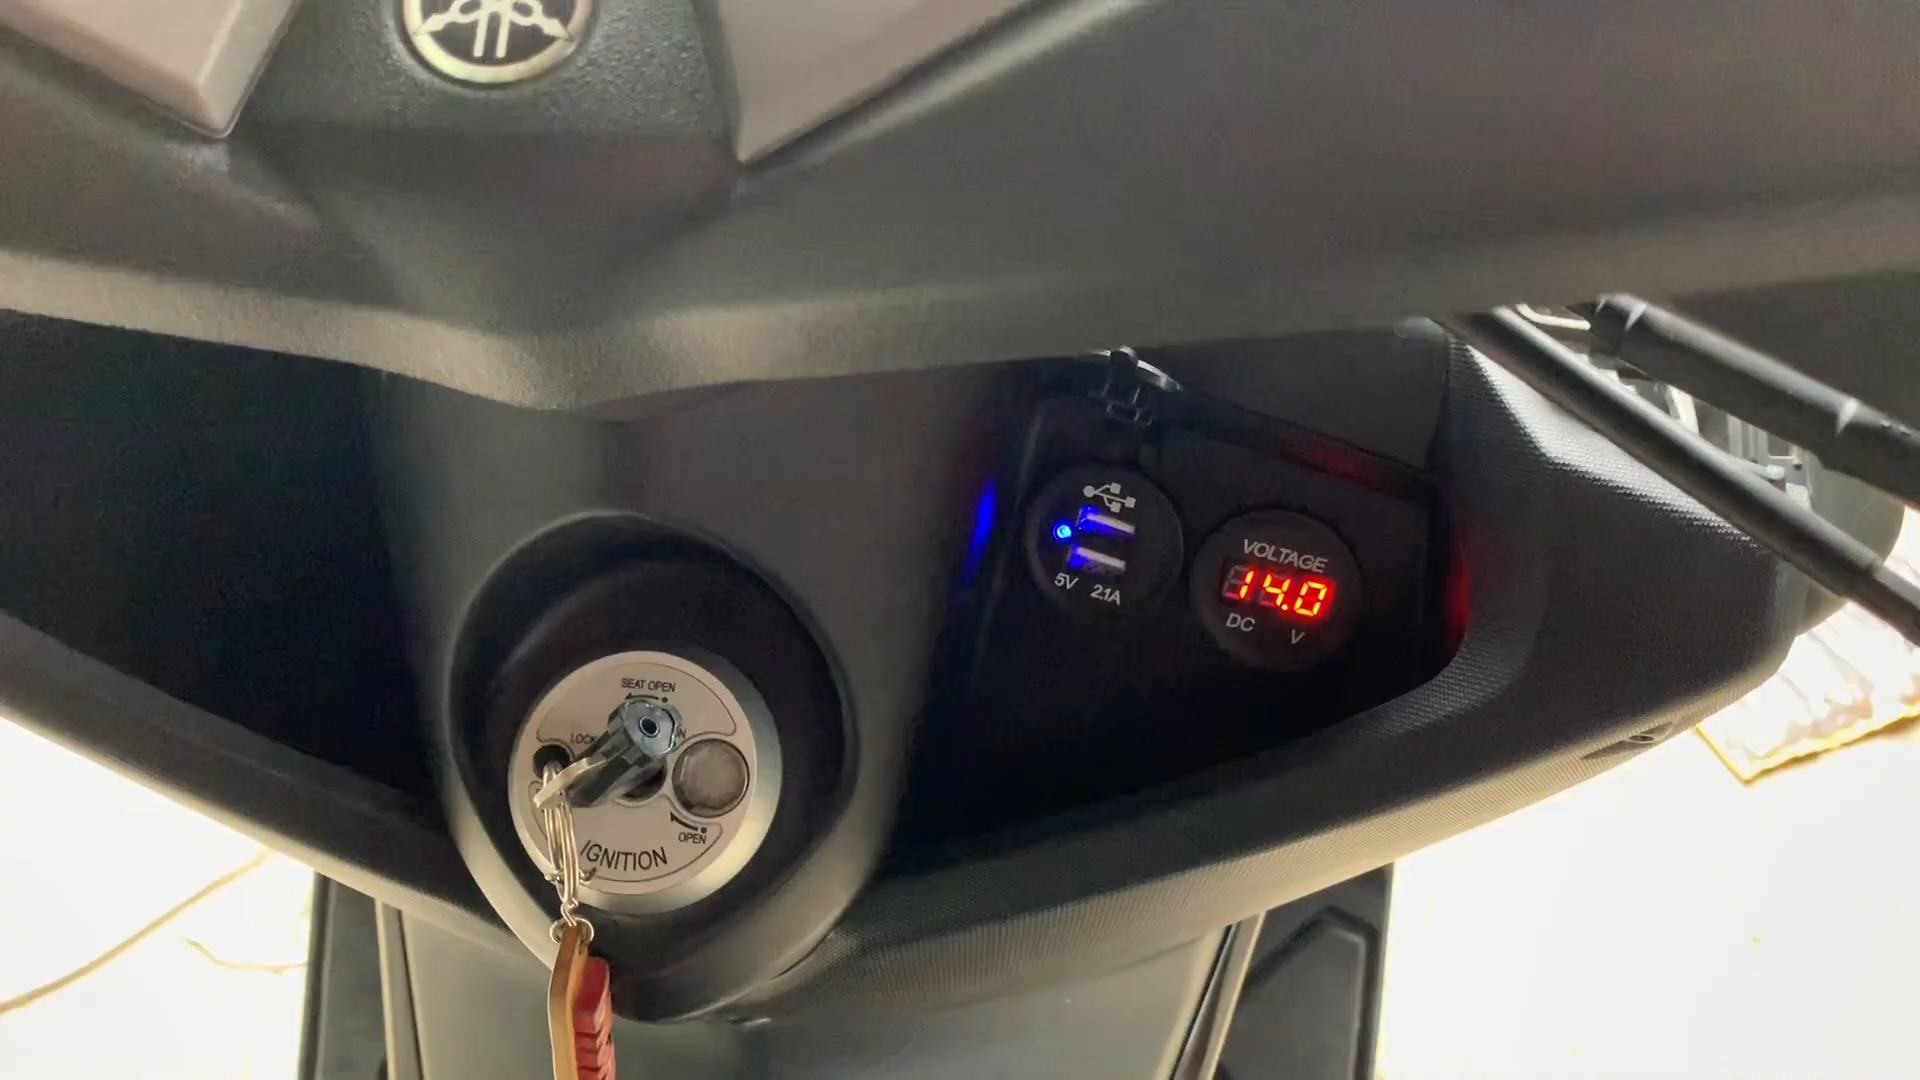 5V 2.1A
VOLTAGE
14.0
DC V
SEAT OPEN
LOCK
OPEN
IGNITION